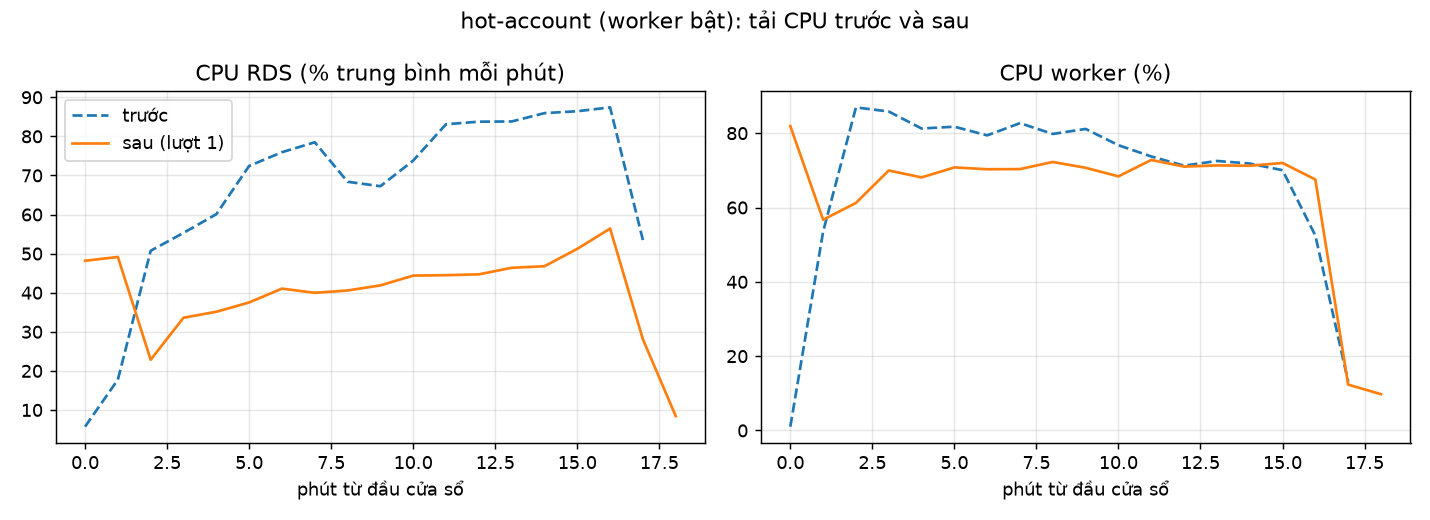 hot-account (worker bật): tải CPU trước và sau
CPU RDS (% trung bình mỗi phút)
trước
sau (lượt 1)
90
80
70
60
50
40
30
20
10
0.0 2.5 5.0 7.5 10.0 12.5 15.0 17.5
phút từ đầu cửa sổ
CPU worker (%)
80
60
40
20
0
0.0 2.5 5.0 7.5 10.0 12.5 15.0 17.5
phút từ đầu cửa sổ